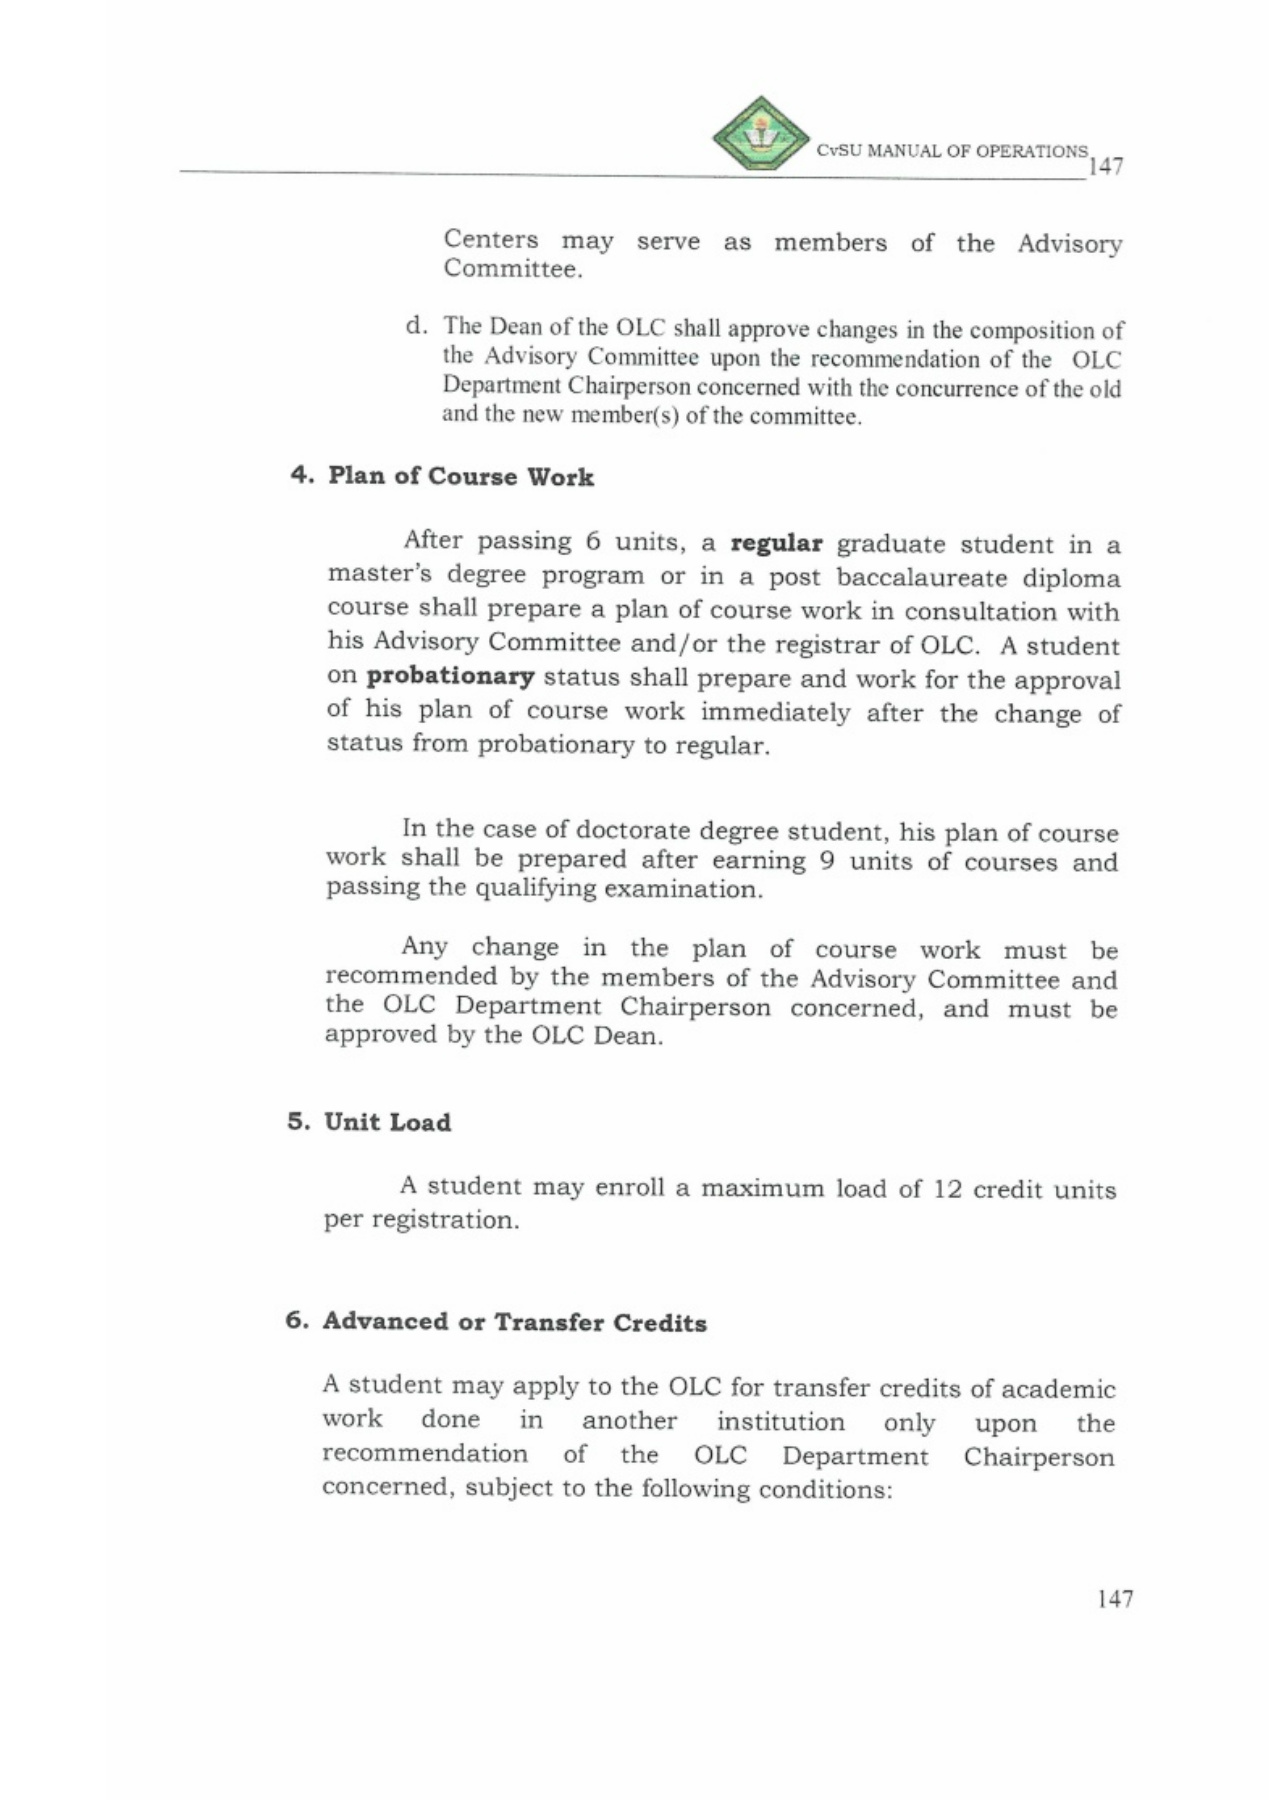 CvSU MANUAL OF OPERATIONS 147
Centers may serve as members of the Advisory
Committee.
d. The Dean of the OLC shall approve changes in the composition of
the Advisory Committee upon the recommendation of the OLC
Department Chairperson concerned with the concurrence of the old
and the new member(s) of the committee.
4. Plan of Course Work
After passing 6 units, a regular graduate student in a
master's degree program or in a post baccalaureate diploma
course shall prepare a plan of course work in consultation with
his Advisory Committee and/or the registrar of OLC. A student
on probationary status shall prepare and work for the approval
of his plan of course work immediately after the change of
status from probationary to regular.
In the case of doctorate degree student, his plan of course
work shall be prepared after earning 9 units of courses and
passing the qualifying examination.
Any change in the plan of course work must be
recommended by the members of the Advisory Committee and
the OLC Department Chairperson concerned, and must be
approved by the OLC Dean.
5. Unit Load
A student may enroll a maximum load of 12 credit units
per registration.
6. Advanced or Transfer Credits
A student may apply to the OLC for transfer credits of academic
work done in another institution only upon the
recommendation of the OLC Department Chairperson
concerned, subject to the following conditions:
147